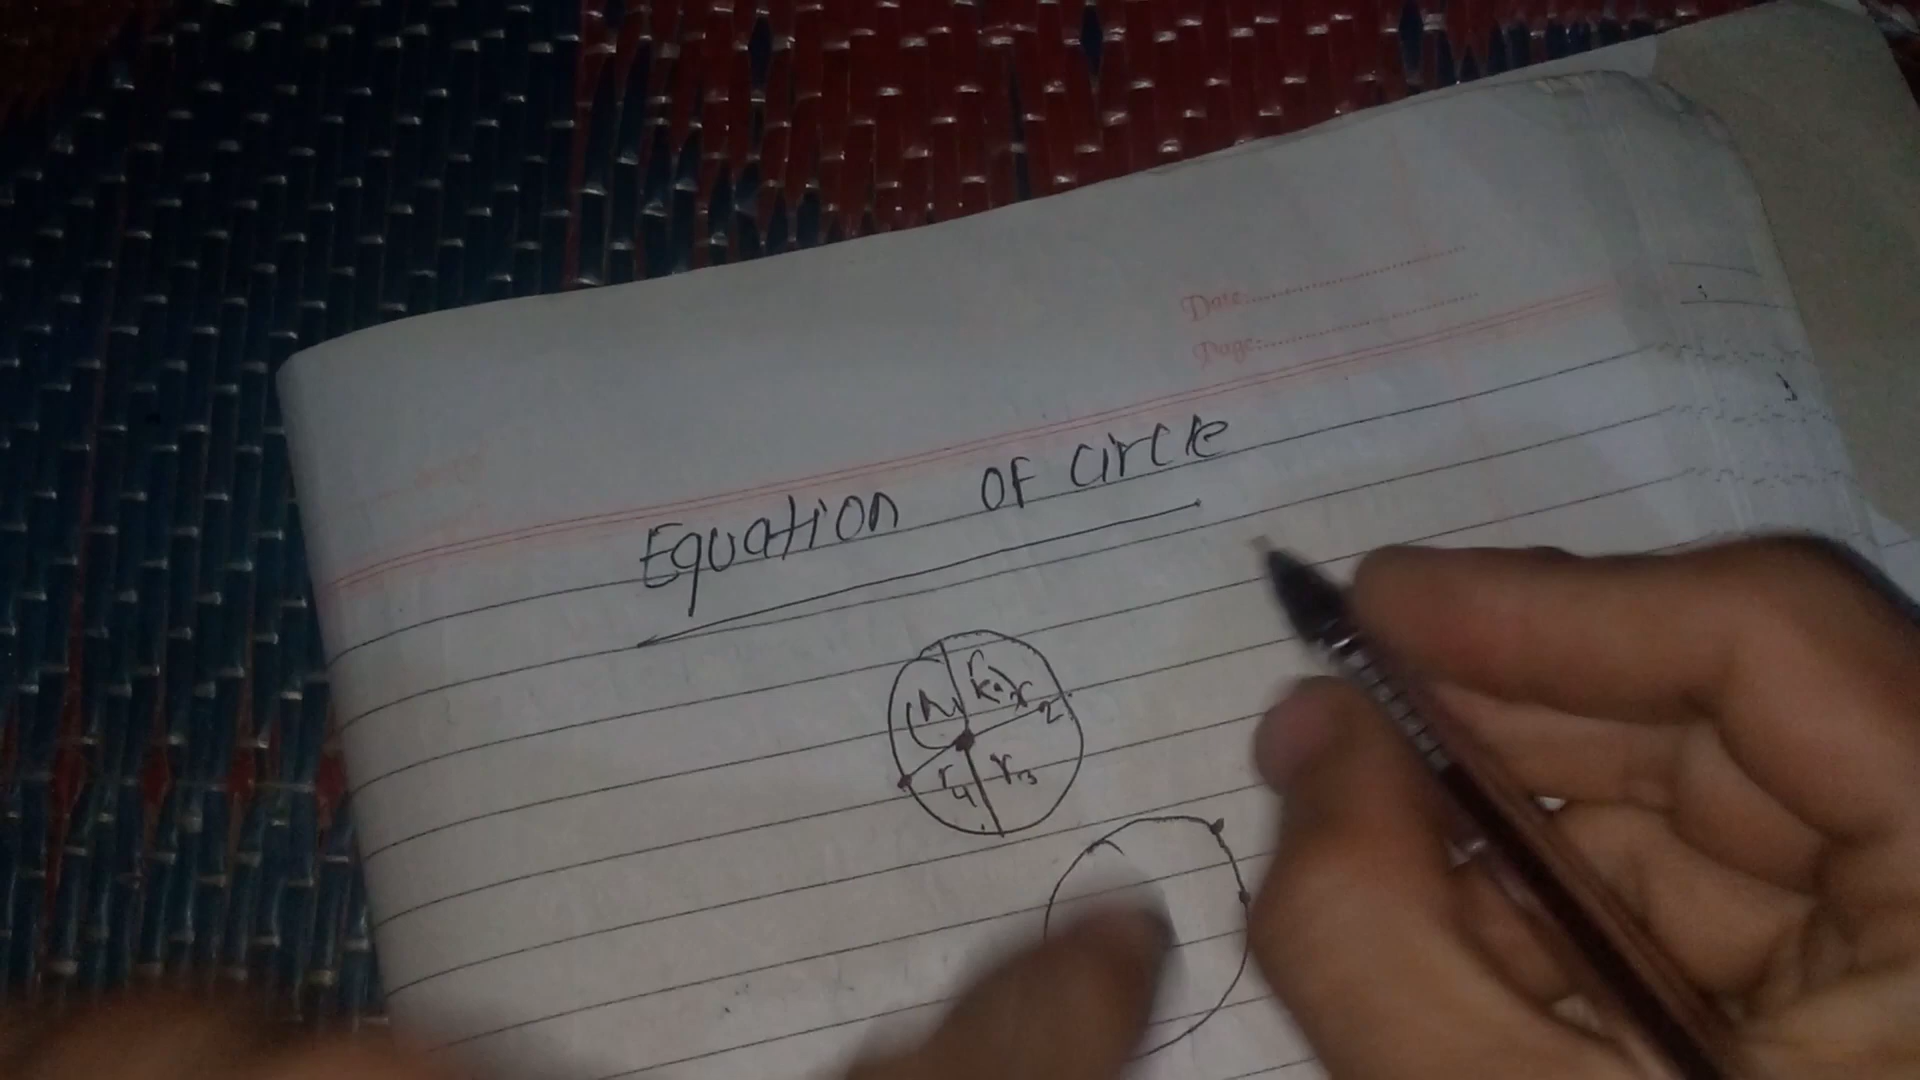 Date
Page
Equation OF circle
(h, k)
r2
r4 r3